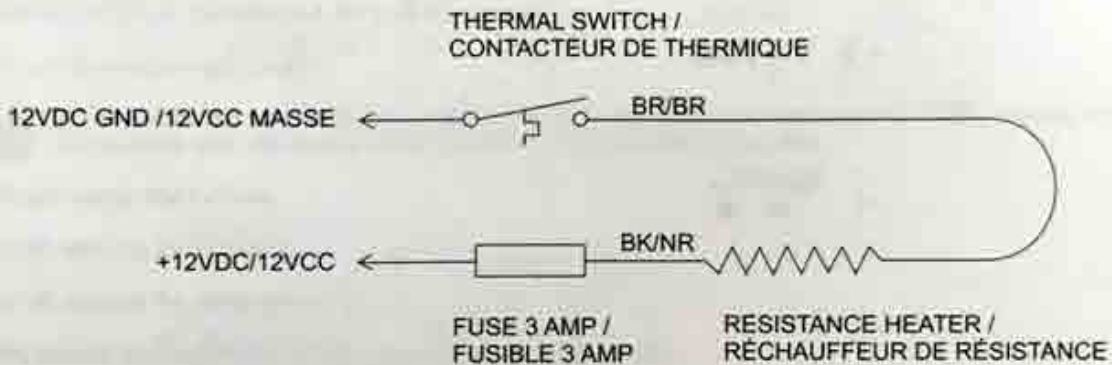 THERMAL SWITCH /
CONTACTEUR DE THERMIQUE
12VDC GND /12VCC MASSE
BR/BR
+12VDC/12VCC
BK/NR
FUSE 3 AMP /
FUSIBLE 3 AMP
RESISTANCE HEATER /
RÉCHAUFFEUR DE RÉSISTANCE